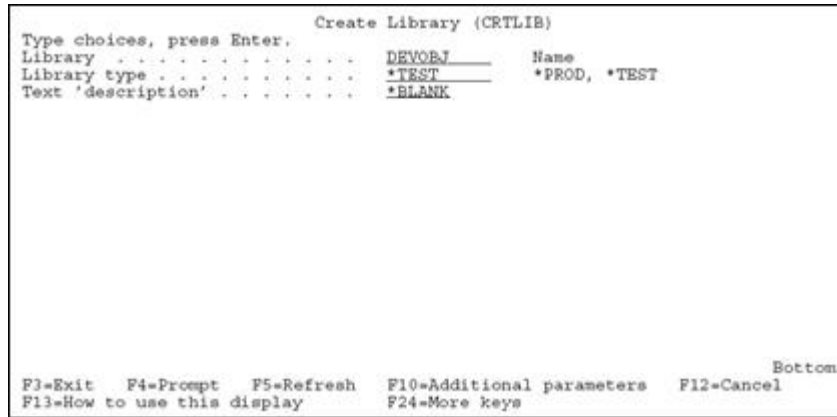 Create Library (CRTLIB)
Type choices, press Enter.
Library . . . . . . . . . . . . DEVOBJ Name
Library type . . . . . . . . . . *TEST *PROD, *TEST
Text 'description' . . . . . . . *BLANK
Bottom
F3=Exit F4=Prompt F5=Refresh F10=Additional parameters F12=Cancel
F13=How to use this display F24=More keys